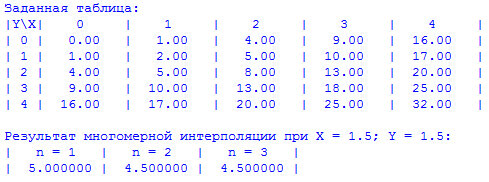 Заданная таблица:
|Y\X|    0    |    1    |    2    |    3    |    4    |
| 0 |   0.00  |   1.00  |   4.00  |   9.00  |  16.00  |
| 1 |   1.00  |   2.00  |   5.00  |  10.00  |  17.00  |
| 2 |   4.00  |   5.00  |   8.00  |  13.00  |  20.00  |
| 3 |   9.00  |  10.00  |  13.00  |  18.00  |  25.00  |
| 4 |  16.00  |  17.00  |  20.00  |  25.00  |  32.00  |
Результат многомерной интерполяции при X = 1.5; Y = 1.5:
|   n = 1   |   n = 2   |   n = 3   |
|  5.000000 |  4.500000 |  4.500000 |